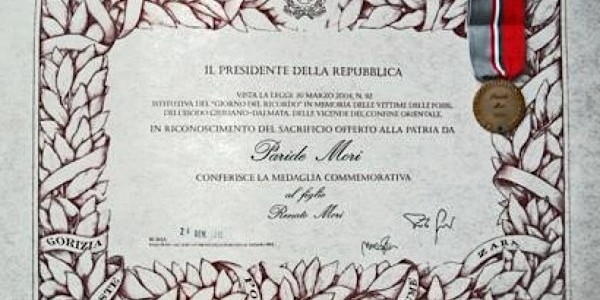 IL PRESIDENTE DELLA REPUBBLICA
VISTA LA LEGGE 30 MARZO 2004, N. 92
ISTITUTIVA DEL "GIORNO DEL RICORDO" IN MEMORIA DELLE VITTIME DELLE FOIBE,
DELL'ESODO GIULIANO-DALMATA, DELLE VICENDE DEL CONFINE ORIENTALE,
IN RICONOSCIMENTO DEL SACRIFICIO OFFERTO ALLA PATRIA DA
Paride Mori
CONFERISCE LA MEDAGLIA COMMEMORATIVA
al figlio
Renato Mori
GEN.
ROMA
GORIZIA
ZARA